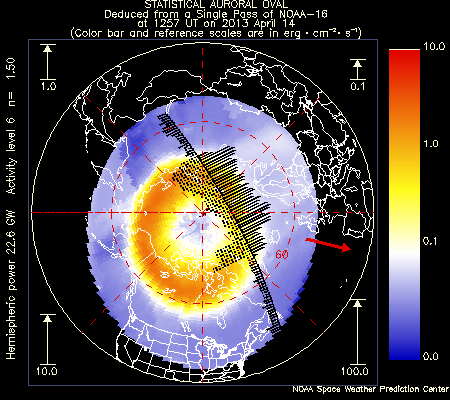 STATISTICAL AURORAL OVAL
Deduced from a Single Pass of NOAA-16
at 1257 UT on 2013 April 14
(Color bar and reference scales are in erg · cm⁻² · s⁻¹)
10.0
1.0
0.1
0.0
1.0
0.1
10.0
100.0
60
Hemispheric power 22.6 GW Activity level 6 n= 1.50
NOAA Space Weather Prediction Center